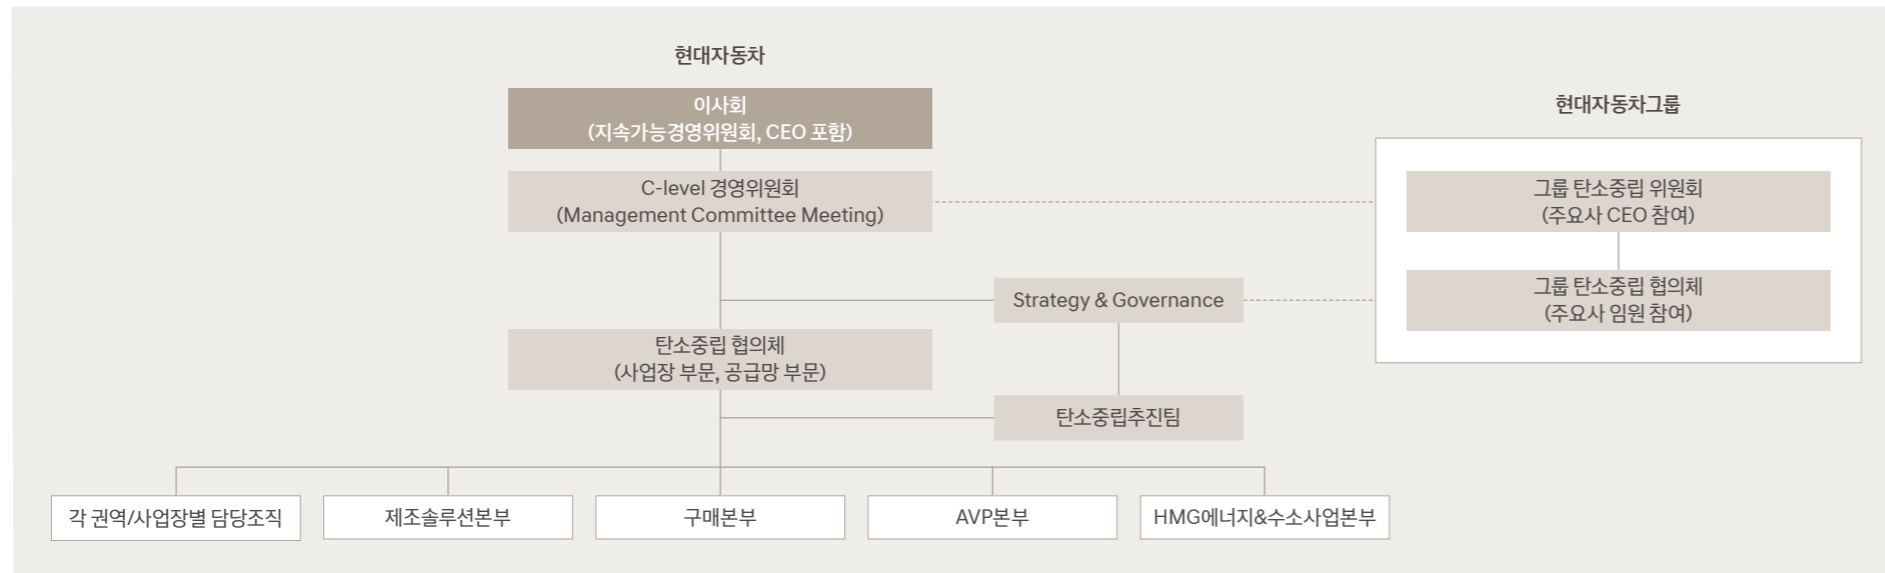 현대자동차
이사회
(지속가능경영위원회, CEO 포함)
C-level 경영위원회
(Management Committee Meeting)
Strategy & Governance
탄소중립 협의체
(사업장 부문, 공급망 부문)
탄소중립추진팀
각 권역/사업장별 담당조직
제조솔루션본부
구매본부
AVP본부
HMG에너지&수소사업본부
현대자동차그룹
그룹 탄소중립 위원회
(주요사 CEO 참여)
그룹 탄소중립 협의체
(주요사 임원 참여)